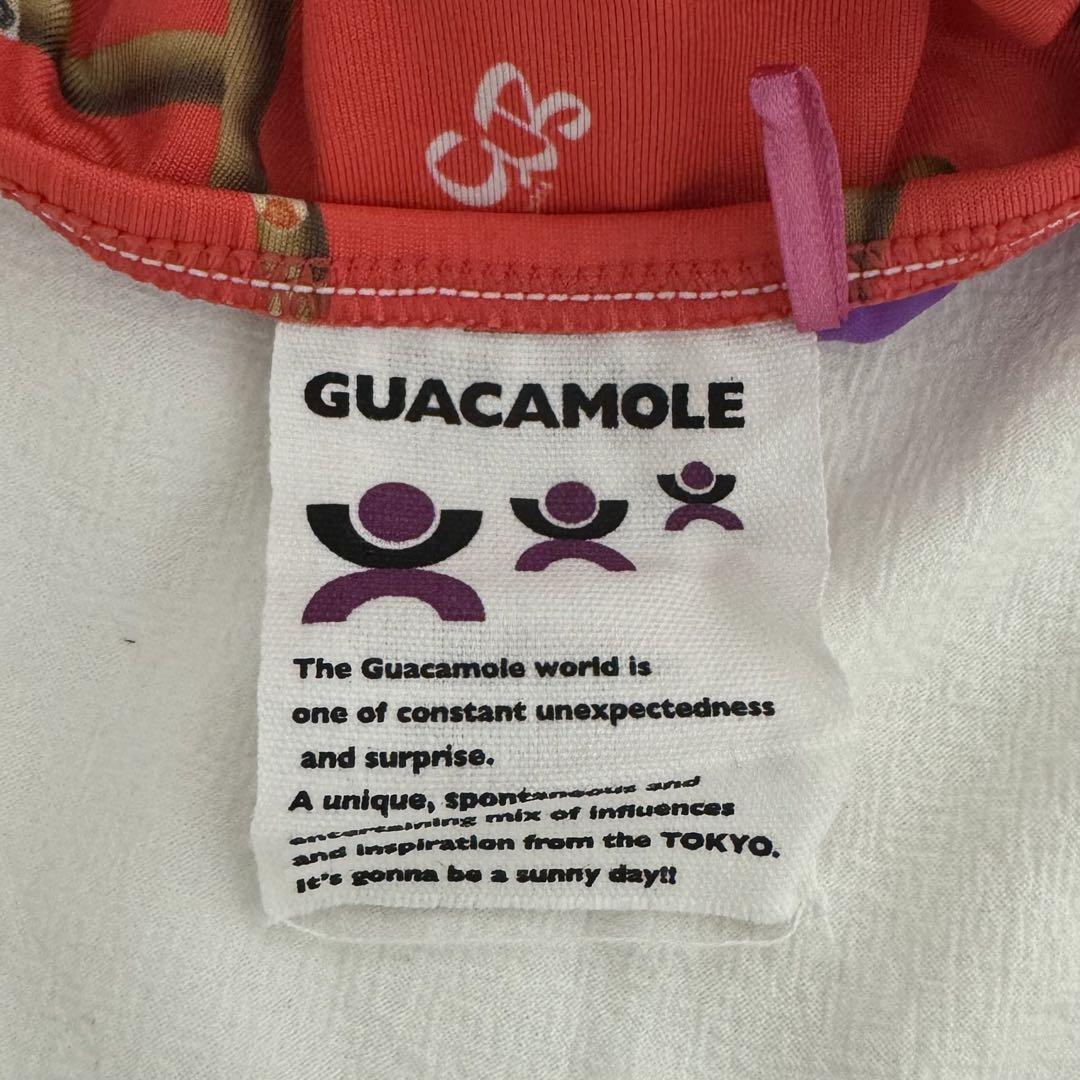 GUACAMOLE
The Guacamole world is
one of constant unexpectedness
and surprise.
A unique, spontaneous and
entertaining mix of influences
and inspiration from the TOKYO.
It's gonna be a sunny day!!